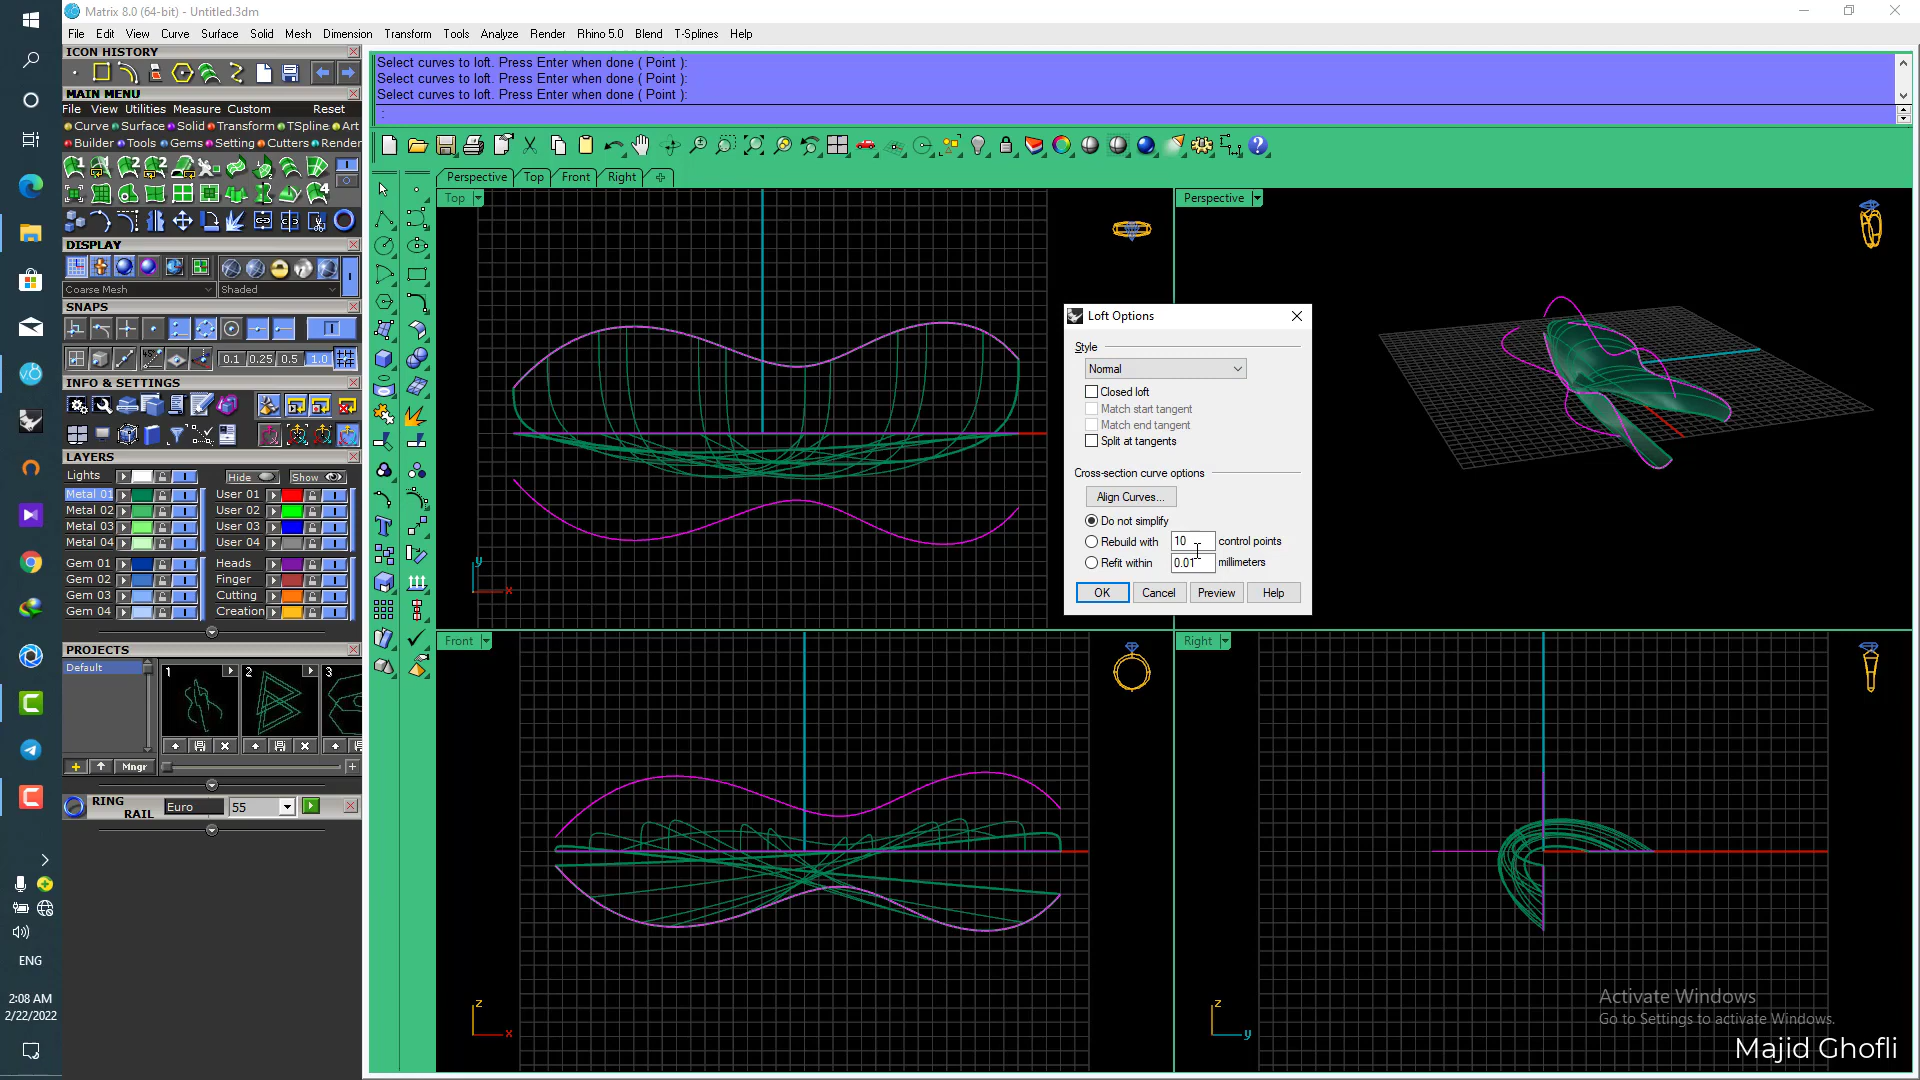 Matrix 8.0 (64-bit) - Untitled.3dm
File Edit View Curve Surface Solid Mesh Dimension Transform Tools Analyze Render Rhino 5.0 Blend T-Splines Help
ICON HISTORY
MAIN MENU
File View Utilities Measure Custom Reset
Curve Surface Solid Transform TSpline Art
Builder Tools Gems Setting Cutters Render
DISPLAY
Coarse Mesh Shaded
SNAPS
0.1 0.25 0.5 1.0
INFO & SETTINGS
LAYERS
Lights Hide Show
Metal 01 User 01
Metal 02 User 02
Metal 03 User 03
Metal 04 User 04
Gem 01 Heads
Gem 02 Finger
Gem 03 Cutting
Gem 04 Creation
PROJECTS
Default 1 2 3
Mngr
RING RAIL Euro 55
Select curves to loft. Press Enter when done ( Point ):
Select curves to loft. Press Enter when done ( Point ):
Select curves to loft. Press Enter when done ( Point ):
:
Perspective Top Front Right
Top
Perspective
Front
Right
y
x
z
x
z
y
Loft Options
Style
Normal
Closed loft
Match start tangent
Match end tangent
Split at tangents
Cross-section curve options
Align Curves...
Do not simplify
Rebuild with 10 control points
Refit within 0.01 millimeters
OK Cancel Preview Help
ENG
2:08 AM
2/22/2022
Activate Windows
Go to Settings to activate Windows.
Majid Ghofli